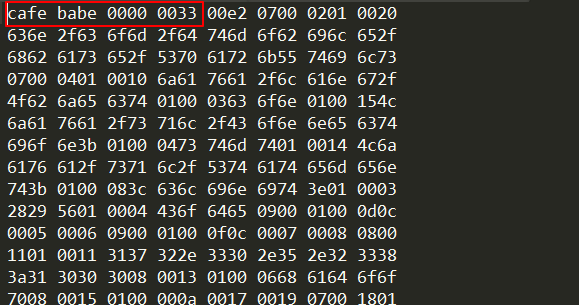 cafe babe 0000 0033 00e2 0700 0201 0020
636e 2f63 6f6d 2f64 746d 6f62 696c 652f
6862 6173 652f 5370 6172 6b55 7469 6c73
0700 0401 0010 6a61 7661 2f6c 616e 672f
4f62 6a65 6374 0100 0363 6f6e 0100 154c
6a61 7661 2f73 716c 2f43 6f6e 6e65 6374
696f 6e3b 0100 0473 746d 7401 0014 4c6a
6176 612f 7371 6c2f 5374 6174 656d 656e
743b 0100 083c 636c 696e 6974 3e01 0003
2829 5601 0004 436f 6465 0900 0100 0d0c
0005 0006 0900 0100 0f0c 0007 0008 0800
1101 0011 3137 322e 3330 2e35 2e32 3338
3a31 3030 3008 0013 0100 0668 6164 6f6f
7008 0015 0100 000a 0017 0019 0700 1801